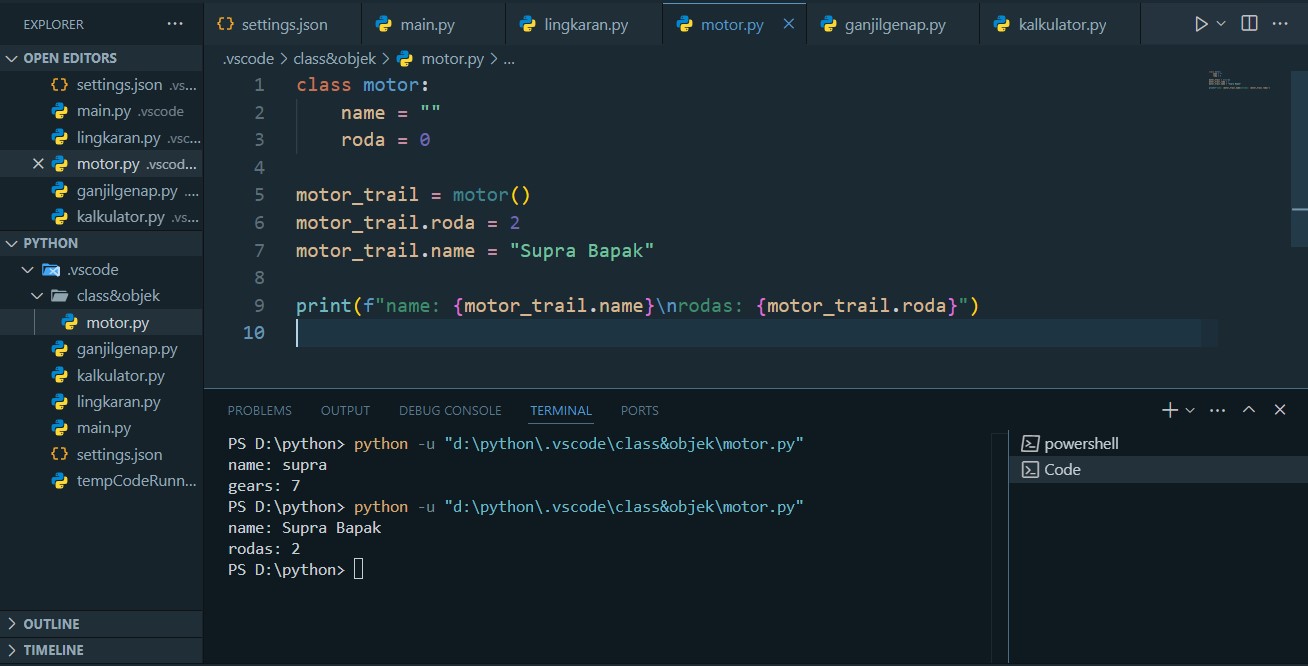 EXPLORER ...
OPEN EDITORS
{} settings.json .vs...
main.py .vscode
lingkaran.py .vsc...
motor.py .vscod...
ganjilgenap.py ....
kalkulator.py .vs...
PYTHON
.vscode
class&objek
motor.py
ganjilgenap.py
kalkulator.py
lingkaran.py
main.py
{} settings.json
tempCodeRunn...
OUTLINE
TIMELINE
{} settings.json main.py lingkaran.py motor.py ganjilgenap.py kalkulator.py ...
.vscode > class&objek > motor.py > ...
1 class motor:
2     name = ""
3     roda = 0
4
5 motor_trail = motor()
6 motor_trail.roda = 2
7 motor_trail.name = "Supra Bapak"
8
9 print(f"name: {motor_trail.name}\nrodas: {motor_trail.roda}")
10
PROBLEMS OUTPUT DEBUG CONSOLE TERMINAL PORTS ...
PS D:\python> python -u "d:\python\.vscode\class&objek\motor.py"
name: supra
gears: 7
PS D:\python> python -u "d:\python\.vscode\class&objek\motor.py"
name: Supra Bapak
rodas: 2
PS D:\python>
powershell
Code